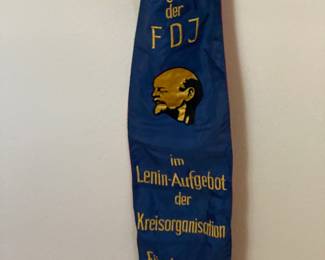 der
FDJ
im
Lenin-Aufgebot
der
Kreisorganisation